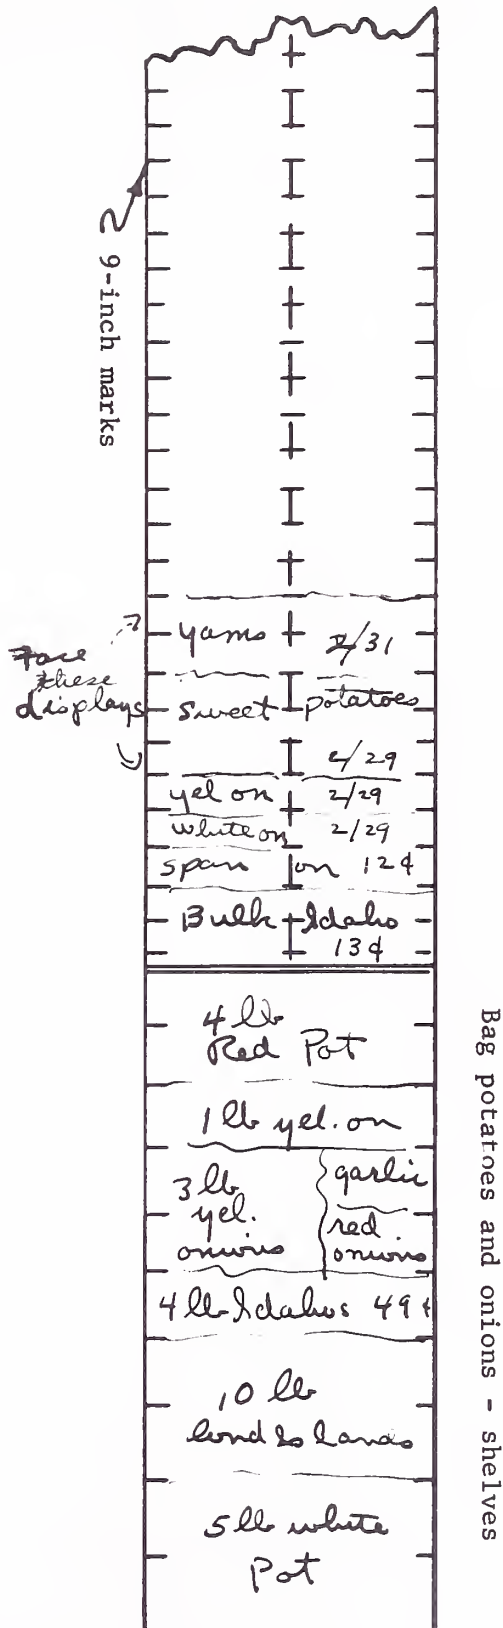 9-inch marks
Face
these
displays
yams 2/31
sweet potatoes
2/29
yel on 2/29
white on 2/29
span on 12¢
Bulk Idaho
13¢
4 lb
Red Pot
1 lb yel. on
3 lb
yel.
onions
garlic
red
onions
4 lb Idahos 49¢
10 lb
5 lb white
Pot
Bag potatoes and onions - shelves